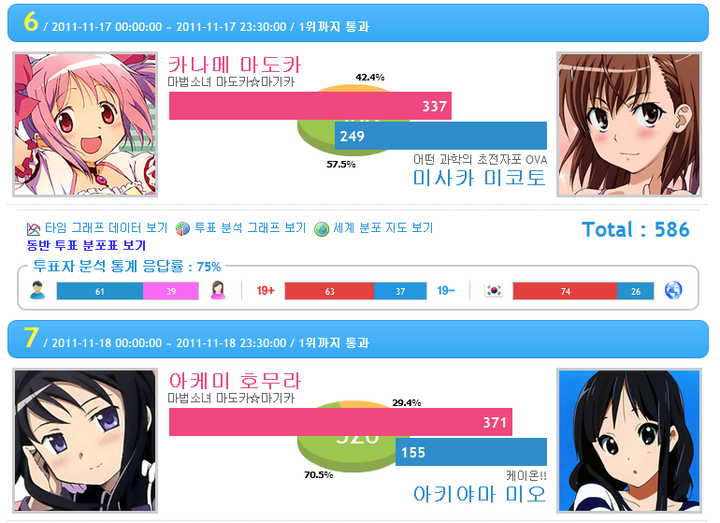 6 / 2011-11-17 00:00:00 ~ 2011-11-17 23:30:00 / 1위까지 통과
카나메 마도카
마법소녀 마도카☆마기카
42.4%
337
249
57.5%
어떤 과학의 초전자포 OVA
미사카 미코토
타임 그래프 데이터 보기 투표 분석 그래프 보기 세계 분포 지도 보기
Total : 586
동반 투표 분포표 보기
투표자 분석 통계 응답률 : 75%
61 39 19+ 63 37 19- 74 26
7 / 2011-11-18 00:00:00 ~ 2011-11-18 23:30:00 / 1위까지 통과
아케미 호무라
마법소녀 마도카☆마기카
29.4%
371
155
70.5%
케이온!!
아키야마 미오